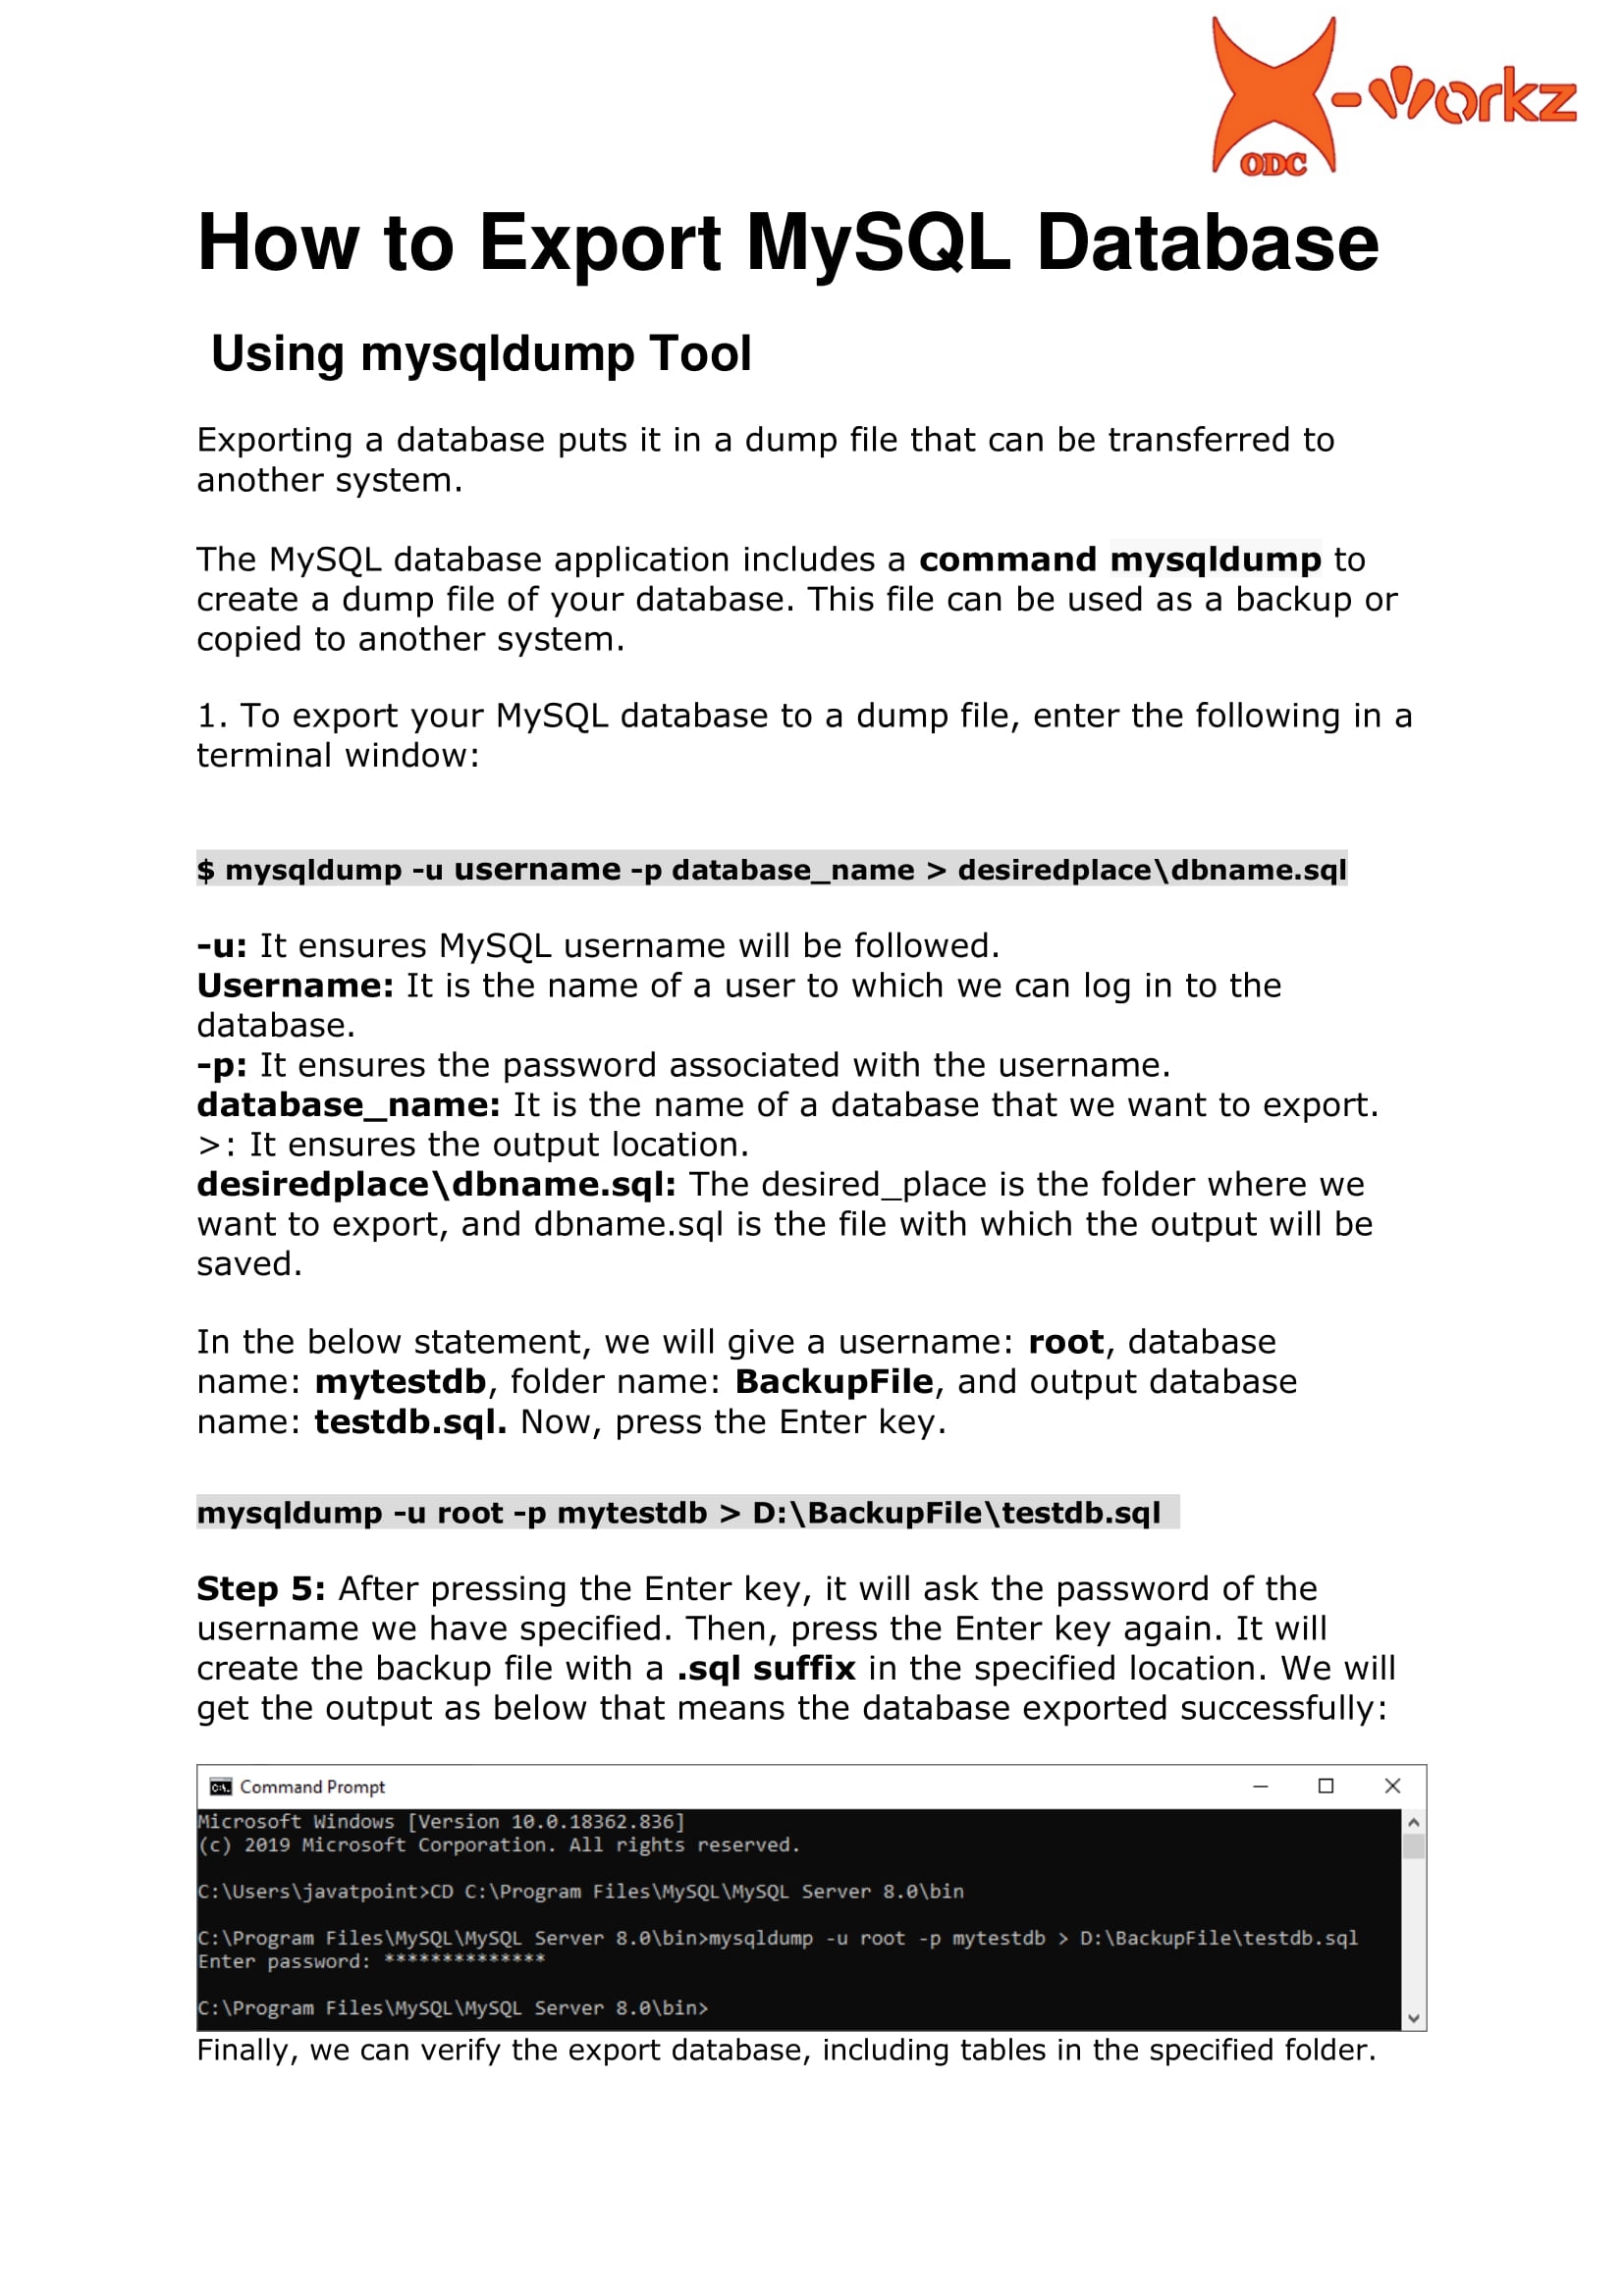 X-workz
ODC
How to Export MySQL Database
Using mysqldump Tool
Exporting a database puts it in a dump file that can be transferred to
another system.
The MySQL database application includes a command mysqldump to
create a dump file of your database. This file can be used as a backup or
copied to another system.
1. To export your MySQL database to a dump file, enter the following in a
terminal window:
$ mysqldump -u username -p database_name > desiredplace\dbname.sql
-u: It ensures MySQL username will be followed.
Username: It is the name of a user to which we can log in to the
database.
-p: It ensures the password associated with the username.
database_name: It is the name of a database that we want to export.
>: It ensures the output location.
desiredplace\dbname.sql: The desired_place is the folder where we
want to export, and dbname.sql is the file with which the output will be
saved.
In the below statement, we will give a username: root, database
name: mytestdb, folder name: BackupFile, and output database
name: testdb.sql. Now, press the Enter key.
mysqldump -u root -p mytestdb > D:\BackupFile\testdb.sql
Step 5: After pressing the Enter key, it will ask the password of the
username we have specified. Then, press the Enter key again. It will
create the backup file with a .sql suffix in the specified location. We will
get the output as below that means the database exported successfully:
Command Prompt
Microsoft Windows [Version 10.0.18362.836]
(c) 2019 Microsoft Corporation. All rights reserved.
C:\Users\javatpoint>CD C:\Program Files\MySQL\MySQL Server 8.0\bin
C:\Program Files\MySQL\MySQL Server 8.0\bin>mysqldump -u root -p mytestdb > D:\BackupFile\testdb.sql
Enter password: **************
C:\Program Files\MySQL\MySQL Server 8.0\bin>
Finally, we can verify the export database, including tables in the specified folder.